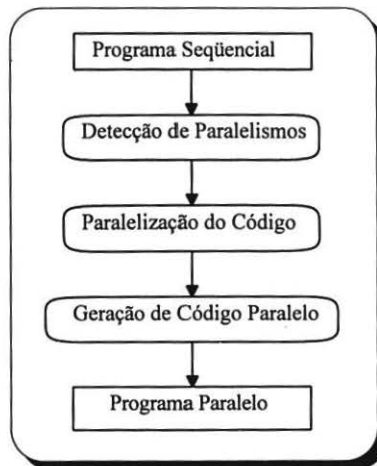 Programa Seqüencial
Detecção de Paralelismos
Paralelização do Código
Geração de Código Paralelo
Programa Paralelo